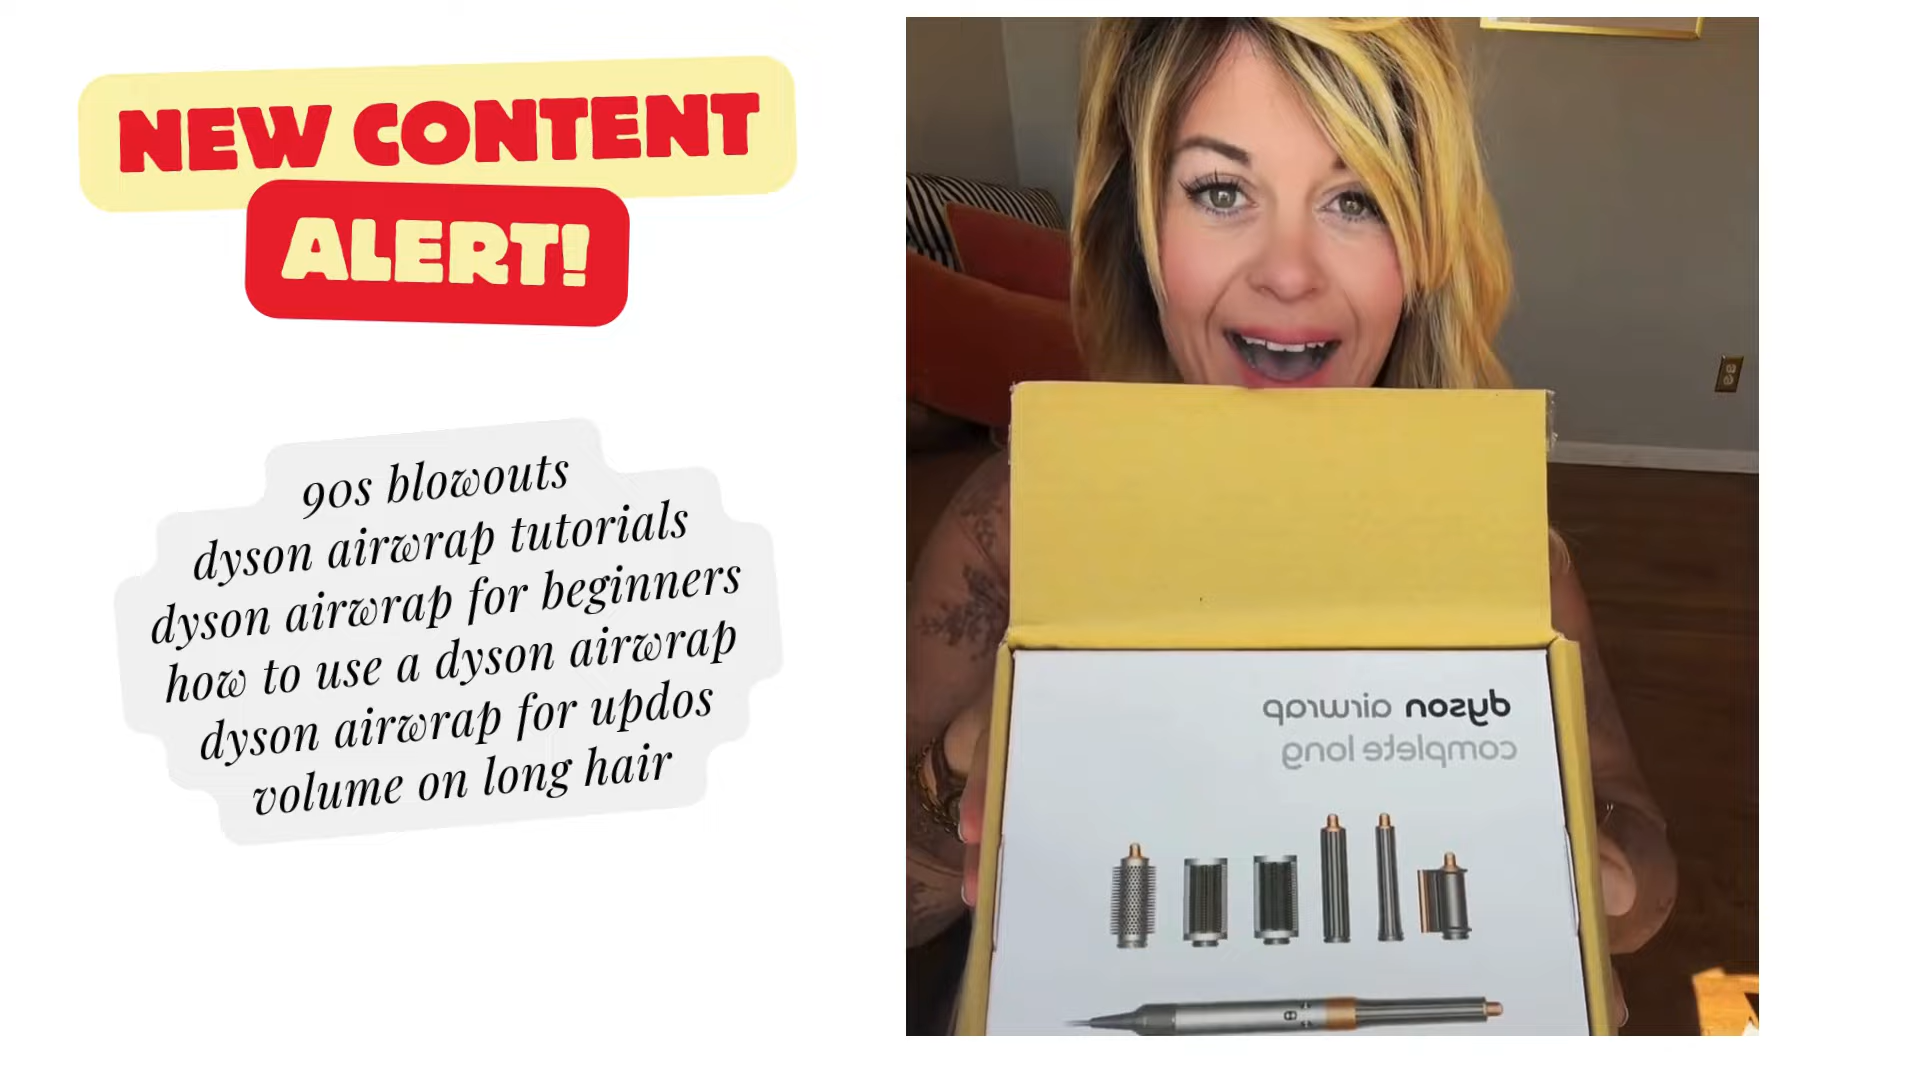 NEW CONTENT
ALERT!
90s blowouts
dyson airwrap tutorials
dyson airwrap for beginners
how to use a dyson airwrap
dyson airwrap for updos
volume on long hair
dyson airwrap
complete long